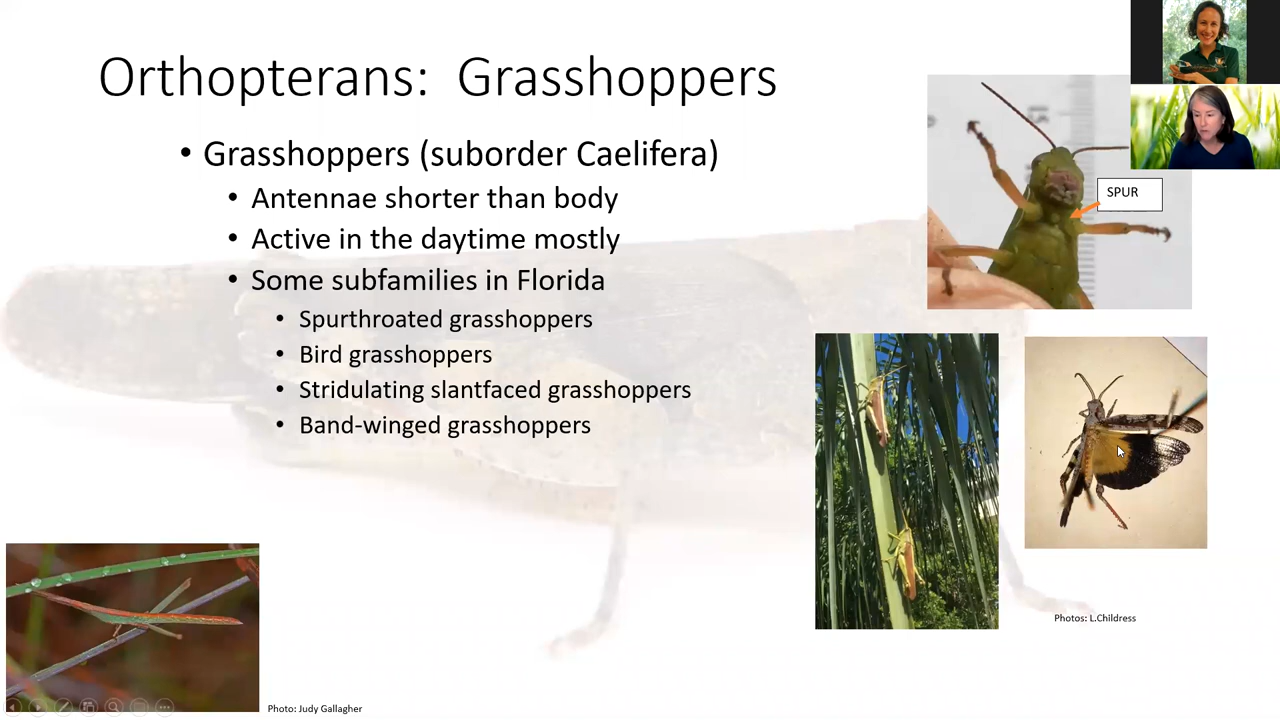 Orthopterans: Grasshoppers
• Grasshoppers (suborder Caelifera)
• Antennae shorter than body
• Active in the daytime mostly
• Some subfamilies in Florida
• Spurthroated grasshoppers
• Bird grasshoppers
• Stridulating slantfaced grasshoppers
• Band-winged grasshoppers
SPUR
Photos: L.Childress
Photo: Judy Gallagher